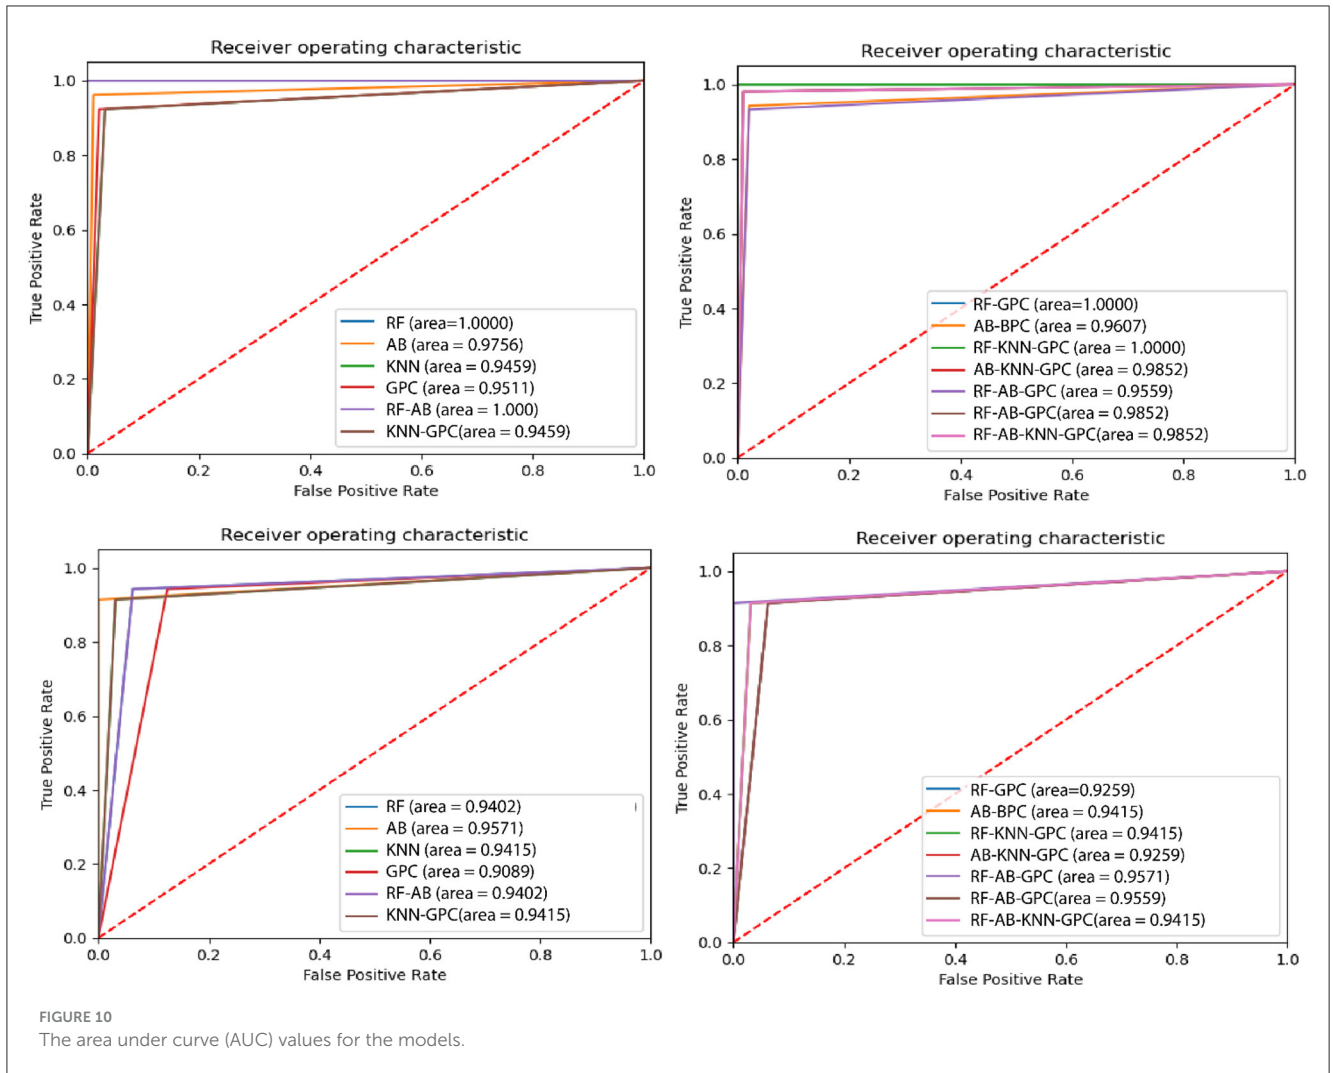 Receiver operating characteristic
1.0
0.8
0.6
0.4
0.2
0.0
True Positive Rate
RF (area=1.0000)
AB (area = 0.9756)
KNN (area = 0.9459)
GPC (area = 0.9511)
RF-AB (area = 1.000)
KNN-GPC(area = 0.9459)
0.0 0.2 0.4 0.6 0.8 1.0
False Positive Rate
Receiver operating characteristic
1.0
0.8
0.6
0.4
0.2
0.0
True Positive Rate
RF-GPC (area=1.0000)
AB-BPC (area = 0.9607)
RF-KNN-GPC (area = 1.0000)
AB-KNN-GPC (area = 0.9852)
RF-AB-GPC (area = 0.9559)
RF-AB-GPC(area = 0.9852)
RF-AB-KNN-GPC(area = 0.9852)
0.0 0.2 0.4 0.6 0.8 1.0
False Positive Rate
Receiver operating characteristic
1.0
0.8
0.6
0.4
0.2
0.0
True Positive Rate
RF (area = 0.9402) )
AB (area = 0.9571)
KNN (area = 0.9415)
GPC (area = 0.9089)
RF-AB (area = 0.9402)
KNN-GPC(area = 0.9415)
0.0 0.2 0.4 0.6 0.8 1.0
False Positive Rate
Receiver operating characteristic
1.0
0.8
0.6
0.4
0.2
0.0
True Positive Rate
RF-GPC (area=0.9259)
AB-BPC (area = 0.9415)
RF-KNN-GPC (area = 0.9415)
AB-KNN-GPC (area = 0.9259)
RF-AB-GPC (area = 0.9571)
RF-AB-GPC(area = 0.9559)
RF-AB-KNN-GPC(area = 0.9415)
0.0 0.2 0.4 0.6 0.8 1.0
False Positive Rate
FIGURE 10
The area under curve (AUC) values for the models.